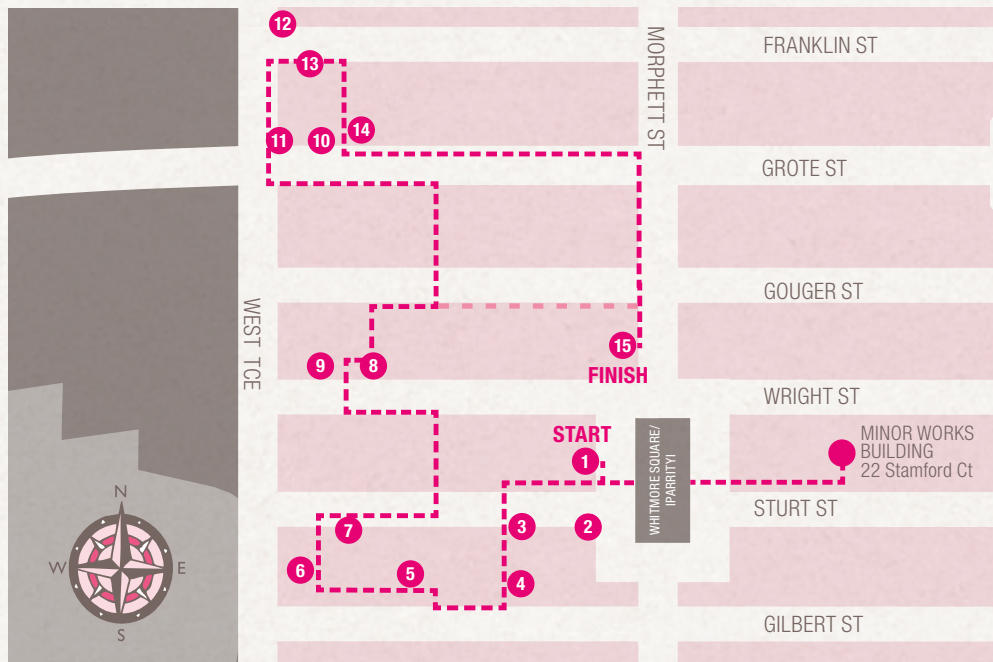 12
FRANKLIN ST
13
MORPHETT ST
14
11
10
GROTE ST
GOUGER ST
WEST TCE
15
9
8
FINISH
WRIGHT ST
START
1
MINOR WORKS
BUILDING
22 Stamford Ct
WHITMORE SQUARE/
IPARRITYI
N
STURT ST
7
3
2
W
E
6
5
4
S
GILBERT ST